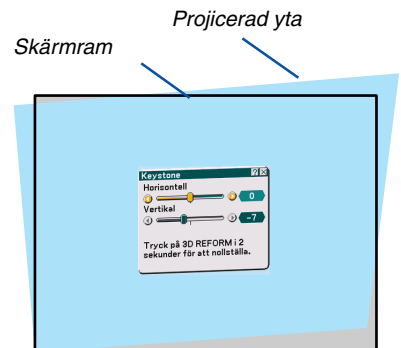 Projicerad yta
Skärmram
Keystone
Horisontell
0
Vertikal
-7
Tryck på 3D REFORM i 2
sekunder för att nollställa.